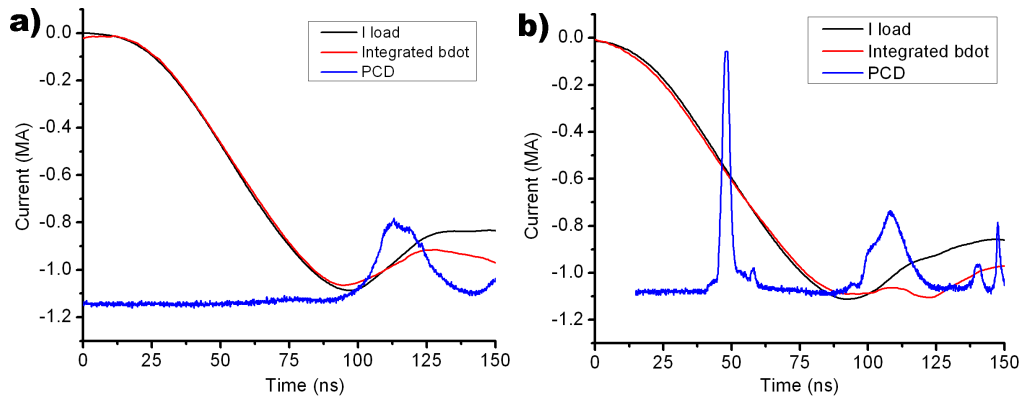 a)
I load
Integrated bdot
PCD
Current (MA)
0.0
-0.2
-0.4
-0.6
-0.8
-1.0
-1.2
0 25 50 75 100 125 150
Time (ns)
b)
I load
Integrated bdot
PCD
Current (MA)
0.0
-0.2
-0.4
-0.6
-0.8
-1.0
-1.2
0 25 50 75 100 125 150
Time (ns)